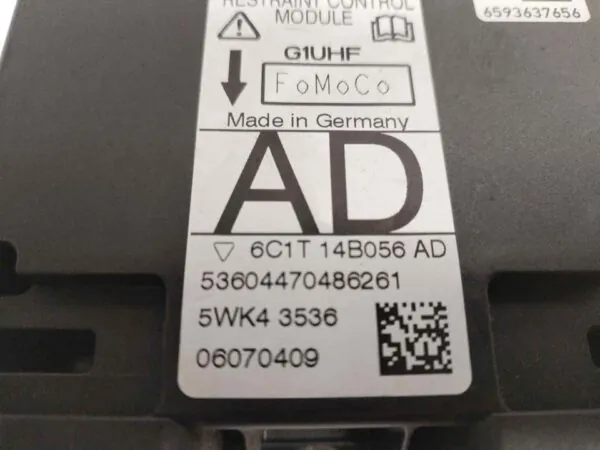 RESTRAINT CONTROL
MODULE
6593637656
G1UHF
FoMoCo
Made in Germany
AD
6C1T 14B056 AD
53604470486261
5WK4 3536
06070409